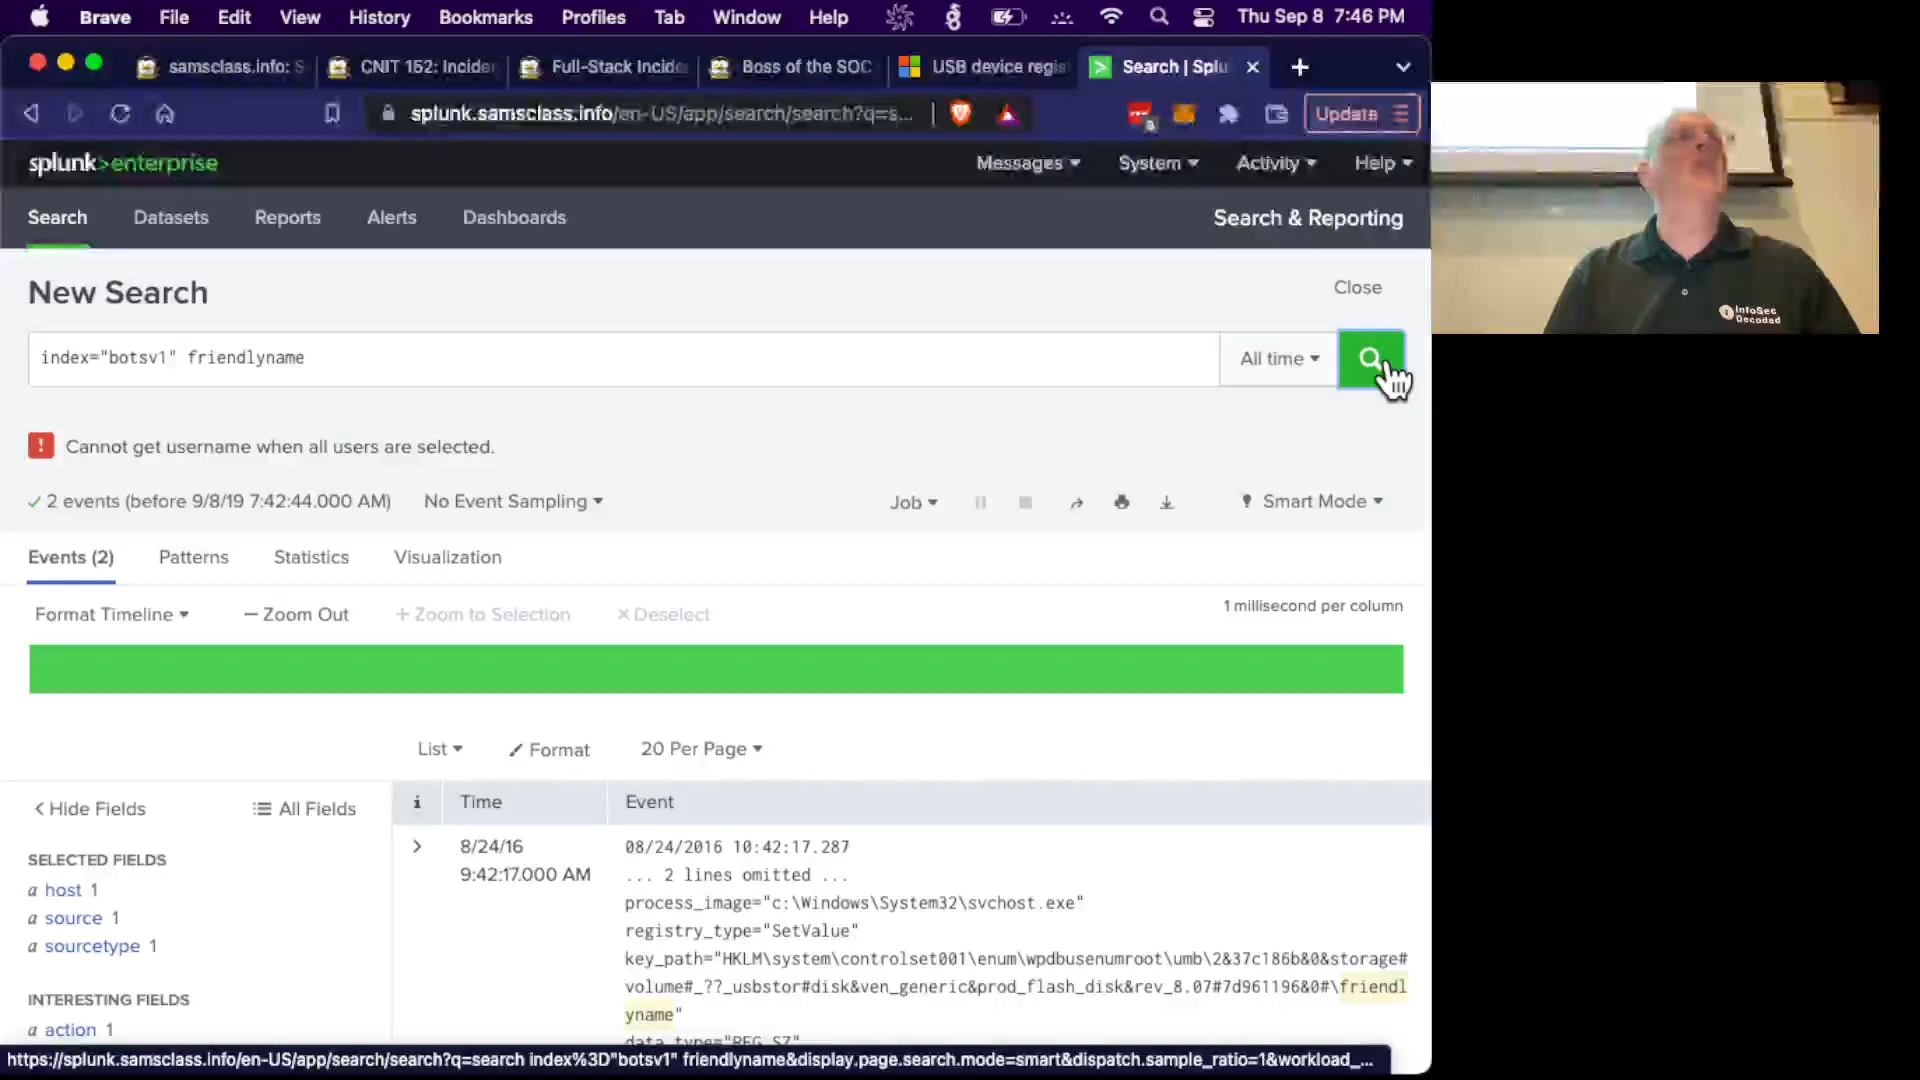 Brave File Edit View History Bookmarks Profiles Tab Window Help Thu Sep 8 7:46 PM
samsclass.info: S CNIT 152: Incide Full-Stack Incide Boss of the SOC USB device regis Search | Splu
splunk.samsclass.info/en-US/app/search/search?q=s... Update
splunk>enterprise Messages System Activity Help
Search Datasets Reports Alerts Dashboards Search & Reporting
New Search Close
index="botsv1" friendlyname All time
! Cannot get username when all users are selected.
✓ 2 events (before 9/8/19 7:42:44.000 AM) No Event Sampling Job Smart Mode
Events (2) Patterns Statistics Visualization
Format Timeline — Zoom Out + Zoom to Selection × Deselect 1 millisecond per column
List Format 20 Per Page
< Hide Fields All Fields i Time Event
SELECTED FIELDS
a host 1
a source 1
a sourcetype 1
INTERESTING FIELDS
a action 1
> 8/24/16
9:42:17.000 AM
08/24/2016 10:42:17.287
... 2 lines omitted ...
process_image="c:\Windows\System32\svchost.exe"
registry_type="SetValue"
key_path="HKLM\system\controlset001\enum\wpdbusenumroot\umb\2&37c186b&0&storage#
volume#_??_usbstor#disk&ven_generic&prod_flash_disk&rev_8.07#7d961196&0#\friendl
yname"
data_type="REG_SZ"
https://splunk.samsclass.info/en-US/app/search/search?q=search index%3D"botsv1" friendlyname&display.page.search.mode=smart&dispatch.sample_ratio=1&workload_...
InfoSec
Decoded